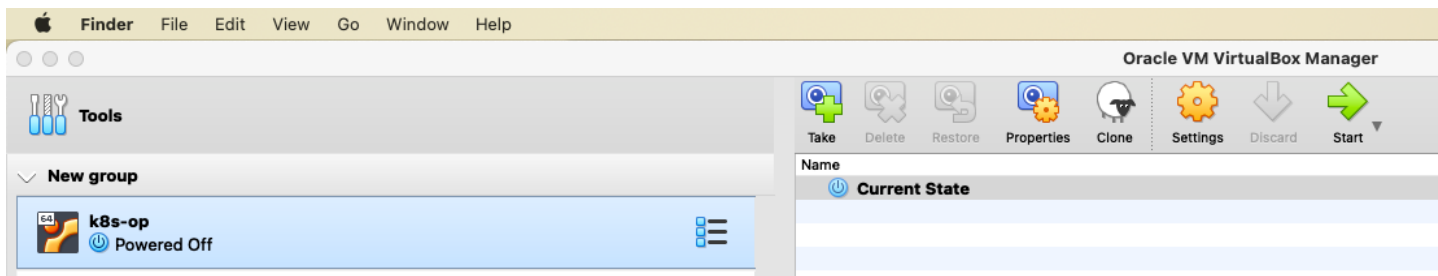 Finder File Edit View Go Window Help
Oracle VM VirtualBox Manager
Tools
Take Delete Restore Properties Clone Settings Discard Start
New group
Name
Current State
64
k8s-op
Powered Off